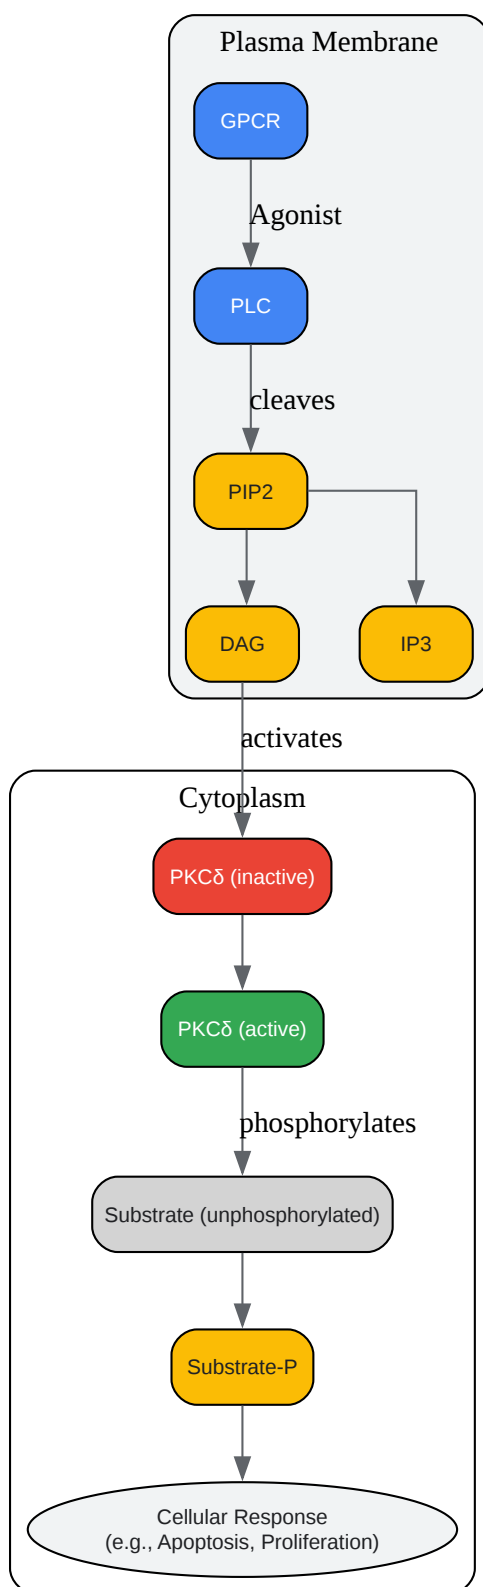 Plasma Membrane
GPCR
Agonist
PLC
cleaves
PIP2
DAG
IP3
activates
Cytoplasm
PKCδ (inactive)
PKCδ (active)
phosphorylates
Substrate (unphosphorylated)
Substrate-P
Cellular Response
(e.g., Apoptosis, Proliferation)